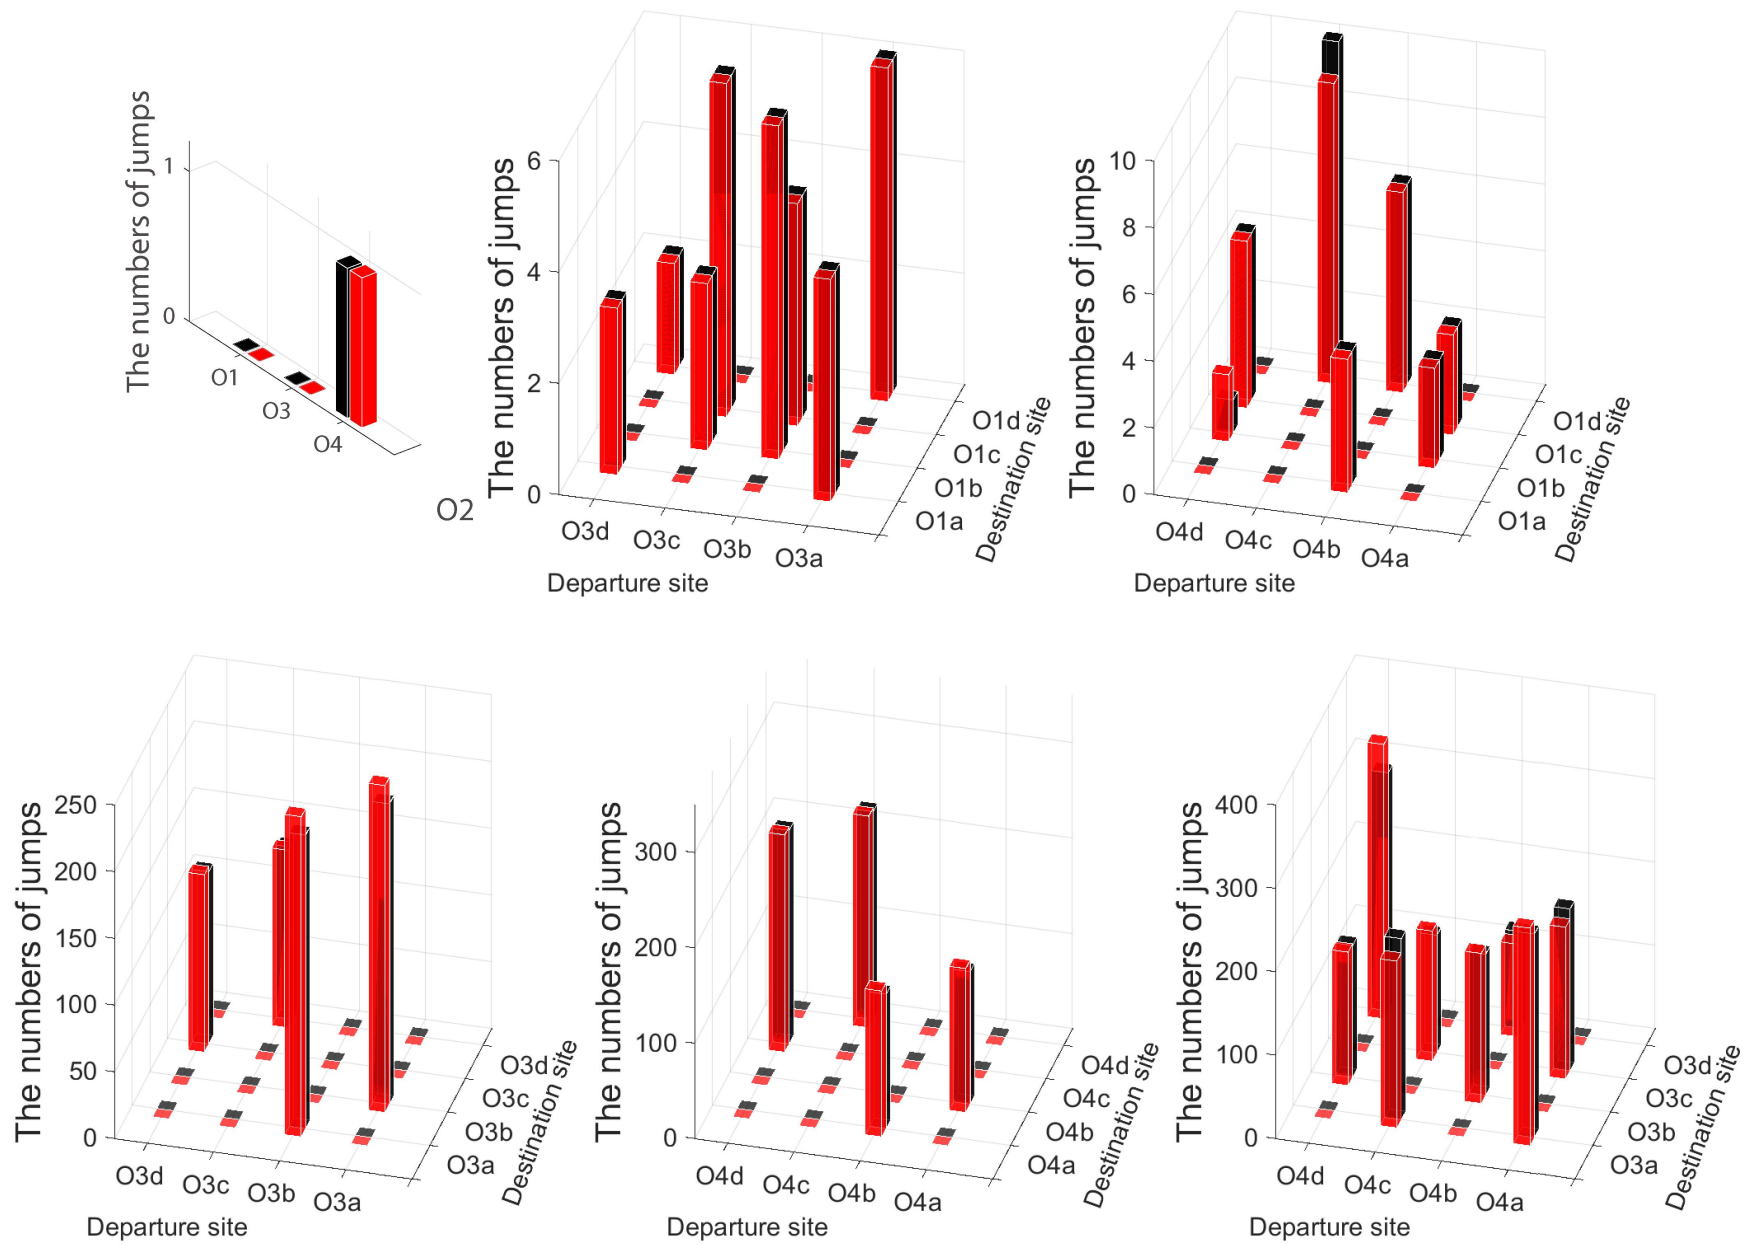 The numbers of jumps
1
0
O1
O3
O4
O2
The numbers of jumps
6
4
2
0
O3d
O3c
O3b
O3a
Departure site
O1a
O1b
O1c
O1d
Destination site
The numbers of jumps
10
8
6
4
2
0
O4d
O4c
O4b
O4a
Departure site
O1a
O1b
O1c
O1d
Destination site
The numbers of jumps
250
200
150
100
50
0
O3d
O3c
O3b
O3a
Departure site
O3a
O3b
O3c
O3d
Destination site
The numbers of jumps
300
200
100
0
O4d
O4c
O4b
O4a
Departure site
O4a
O4b
O4c
O4d
Destination site
The numbers of jumps
400
300
200
100
0
O4d
O4c
O4b
O4a
Departure site
O3a
O3b
O3c
O3d
Destination site